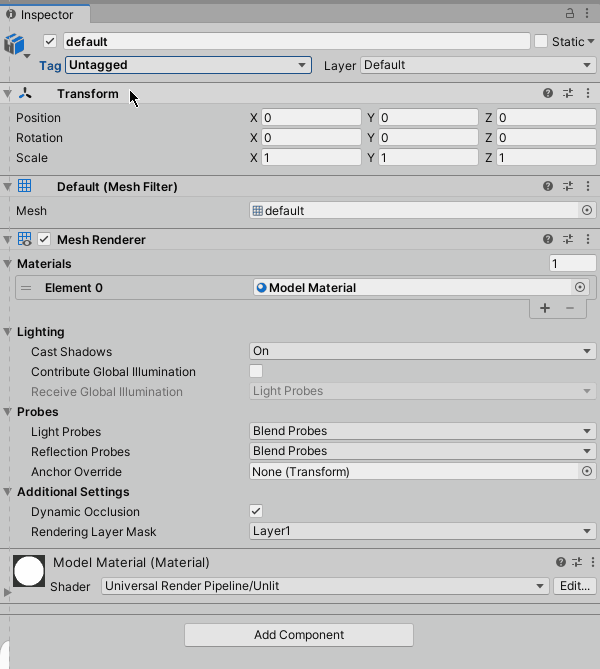 Inspector
default
Static
Tag Untagged Layer Default
Transform
Position X 0 Y 0 Z 0
Rotation X 0 Y 0 Z 0
Scale X 1 Y 1 Z 1
Default (Mesh Filter)
Mesh default
Mesh Renderer
Materials 1
Element 0 Model Material
+ −
Lighting
Cast Shadows On
Contribute Global Illumination
Receive Global Illumination Light Probes
Probes
Light Probes Blend Probes
Reflection Probes Blend Probes
Anchor Override None (Transform)
Additional Settings
Dynamic Occlusion
Rendering Layer Mask Layer1
Model Material (Material)
Shader Universal Render Pipeline/Unlit Edit...
Add Component